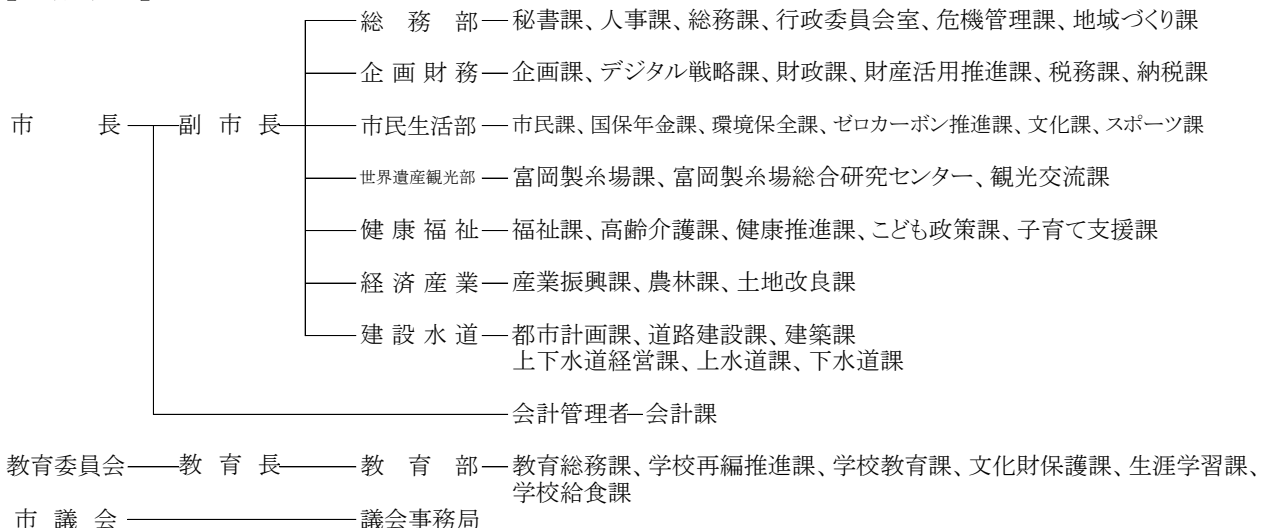 総務部 秘書課、人事課、総務課、行政委員会室、危機管理課、地域づくり課
企画財務 企画課、デジタル戦略課、財政課、財産活用推進課、税務課、納税課
市長 副市長 市民生活部 市民課、国保年金課、環境保全課、ゼロカーボン推進課、文化課、スポーツ課
世界遺産観光部 富岡製糸場課、富岡製糸場総合研究センター、観光交流課
健康福祉 福祉課、高齢介護課、健康推進課、こども政策課、子育て支援課
経済産業 産業振興課、農林課、土地改良課
建設水道 都市計画課、道路建設課、建築課
上下水道経営課、上水道課、下水道課
会計管理者 会計課
教育委員会 教育長 教育部 教育総務課、学校再編推進課、学校教育課、文化財保護課、生涯学習課、
学校給食課
市議会 議会事務局